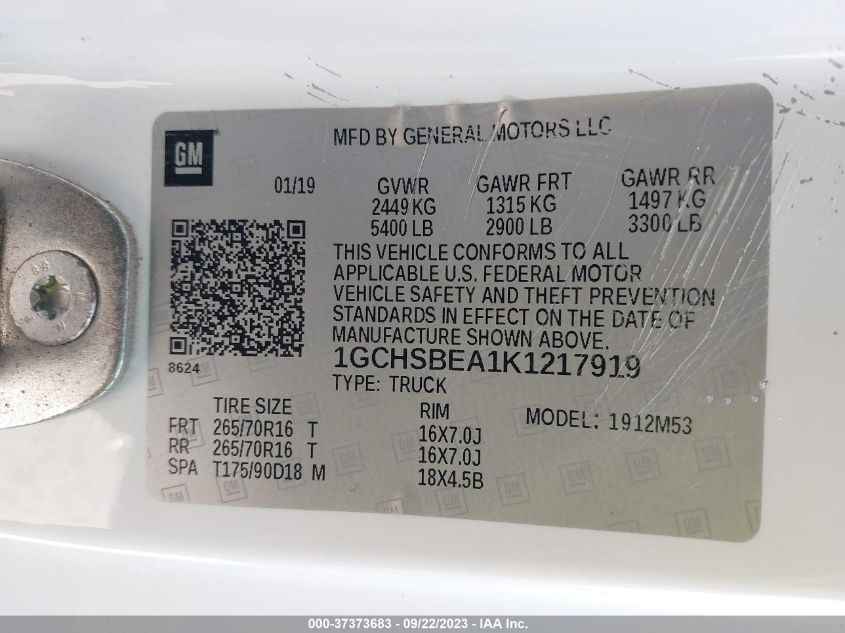 GM
MFD BY GENERAL MOTORS LLC
01/19 GVWR GAWR FRT GAWR RR
2449 KG 1315 KG 1497 KG
5400 LB 2900 LB 3300 LB
THIS VEHICLE CONFORMS TO ALL
APPLICABLE U.S. FEDERAL MOTOR
VEHICLE SAFETY AND THEFT PREVENTION
STANDARDS IN EFFECT ON THE DATE OF
MANUFACTURE SHOWN ABOVE.
8624 1GCHSBEA1K1217919
TYPE: TRUCK
TIRE SIZE RIM MODEL: 1912M53
FRT 265/70R16 T 16X7.0J
RR 265/70R16 T 16X7.0J
SPA T175/90D18 M 18X4.5B
000-37373683 - 09/22/2023 - IAAI.COM